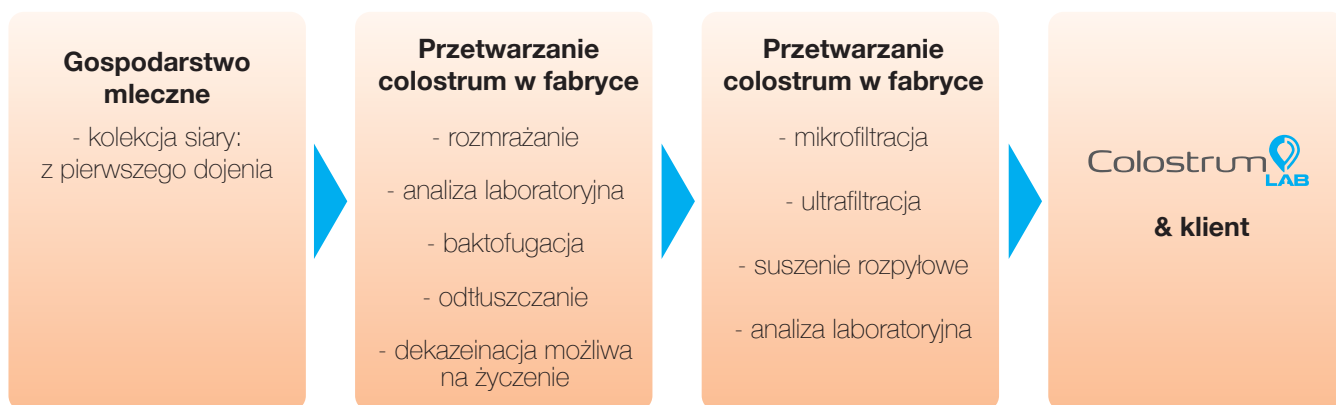 Gospodarstwo
mleczne
- kolekcja siary:
z pierwszego dojenia
Przetwarzanie
colostrum w fabryce
- rozmrażanie
- analiza laboratoryjna
- baktofugacja
- odtłuszczanie
- dekazeinacja możliwa
na życzenie
Przetwarzanie
colostrum w fabryce
- mikrofiltracja
- ultrafiltracja
- suszenie rozpyłowe
- analiza laboratoryjna
Colostrum
LAB
& klient